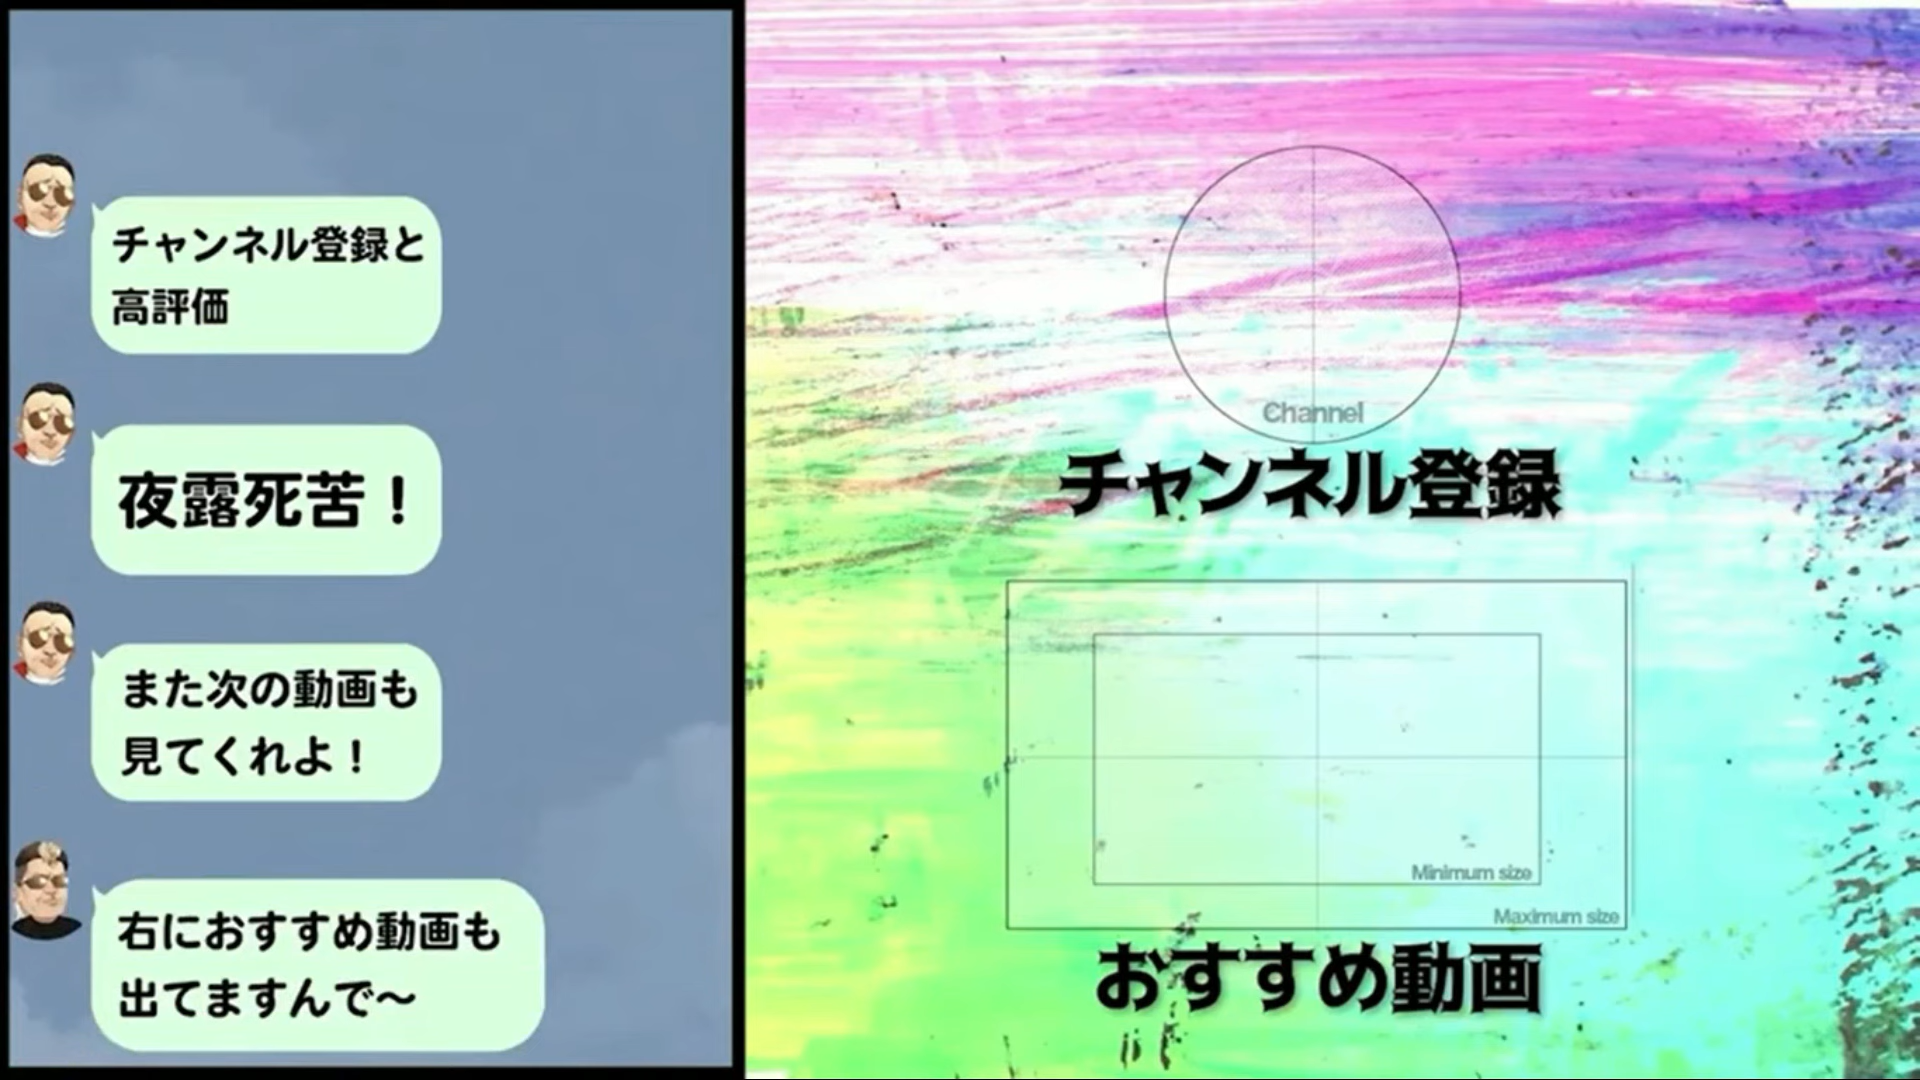 チャンネル登録と
高評価
夜露死苦！
また次の動画も
見てくれよ！
右におすすめ動画も
出てますんで～
Channel
チャンネル登録
Minimum size
Maximum size
おすすめ動画